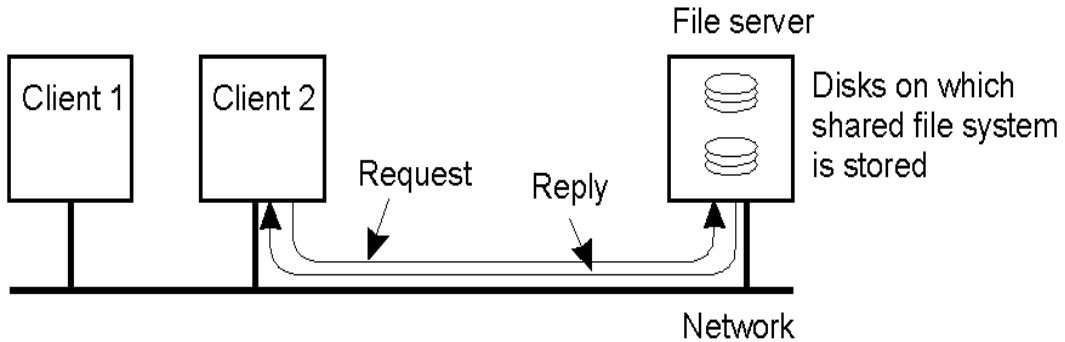 File server
Client 1
Client 2
Disks on which
shared file system
is stored
Request
Reply
Network